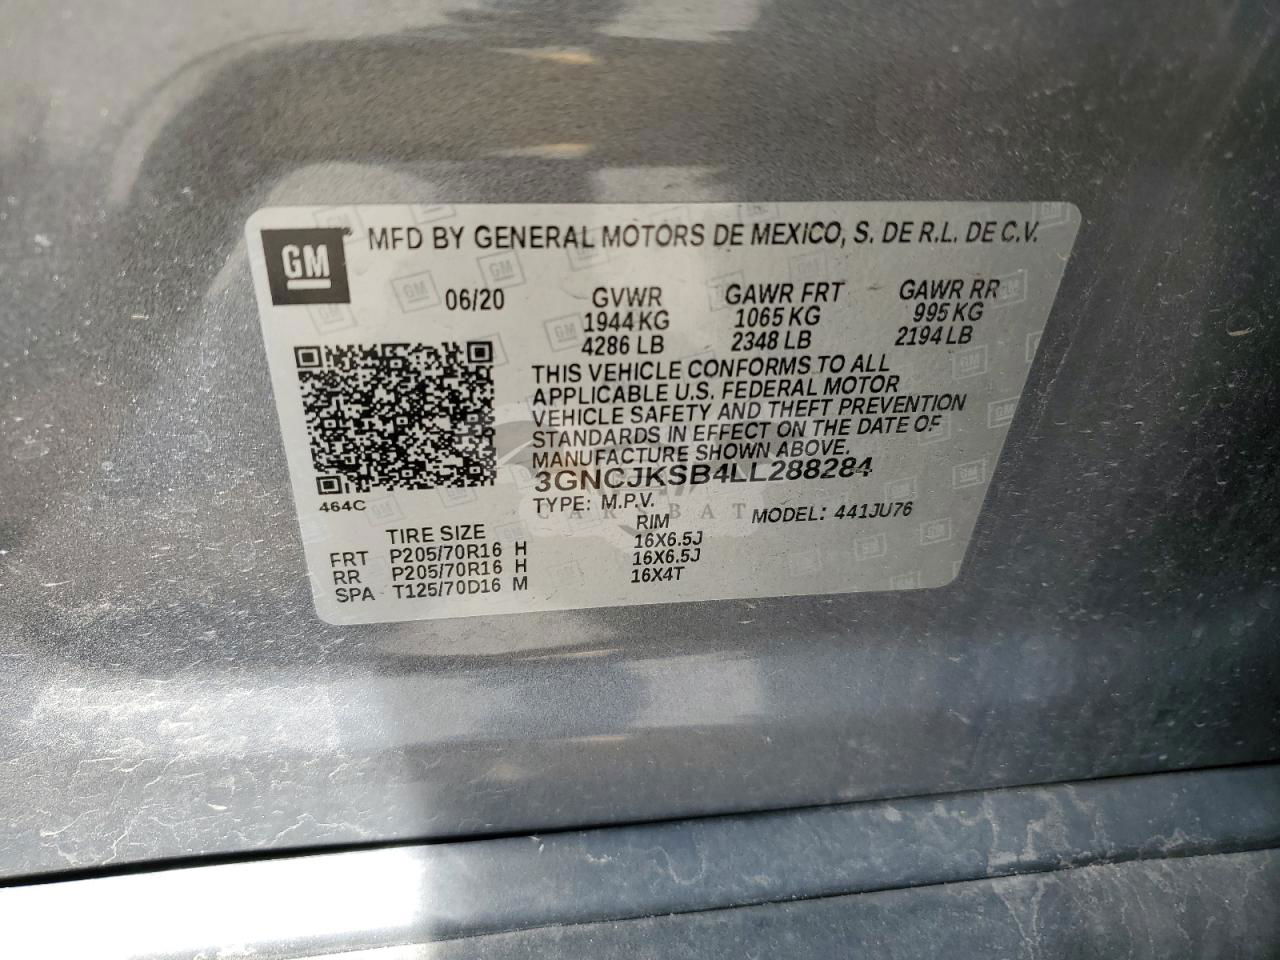 GM
MFD BY GENERAL MOTORS DE MEXICO, S. DE R.L. DE C.V.
06/20 GVWR GAWR FRT GAWR RR
1944 KG 1065 KG 995 KG
4286 LB 2348 LB 2194 LB
THIS VEHICLE CONFORMS TO ALL
APPLICABLE U.S. FEDERAL MOTOR
VEHICLE SAFETY AND THEFT PREVENTION
STANDARDS IN EFFECT ON THE DATE OF
MANUFACTURE SHOWN ABOVE.
3GNCJKSB4LL288284
464C
TYPE: M.P.V. MODEL: 441JU76
TIRE SIZE RIM
FRT P205/70R16 H 16X6.5J
RR P205/70R16 H 16X6.5J
SPA T125/70D16 M 16X4T